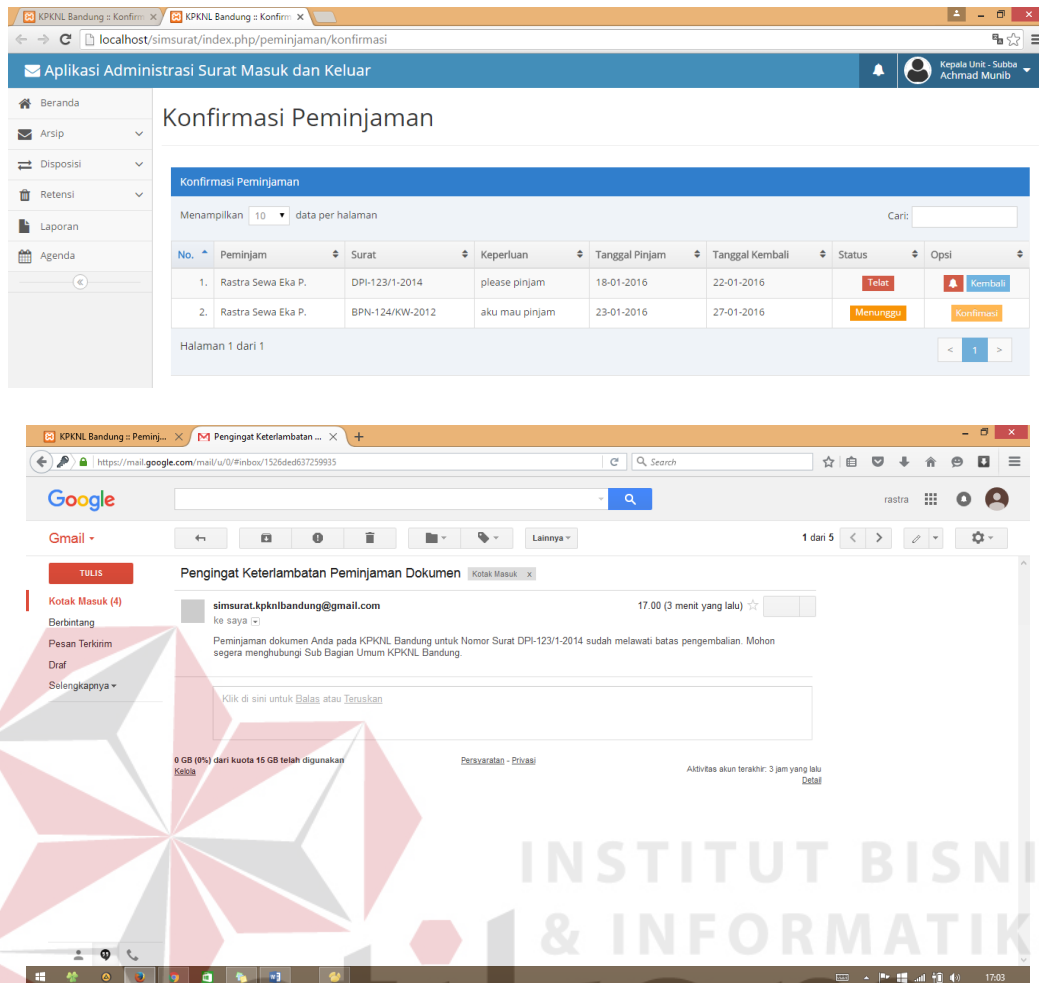 KPKNL Bandung :: Konfirm
KPKNL Bandung :: Konfirm
localhost/simsurat/index.php/peminjaman/konfirmasi
Aplikasi Administrasi Surat Masuk dan Keluar
Kepala Unit - Subba
Achmad Munib
Beranda
Arsip
Disposisi
Retensi
Laporan
Agenda
Konfirmasi Peminjaman
Konfirmasi Peminjaman
Menampilkan 10 data per halaman
Cari:
No. Peminjam Surat Keperluan Tanggal Pinjam Tanggal Kembali Status Opsi
1. Rastra Sewa Eka P. DPI-123/1-2014 please pinjam 18-01-2016 22-01-2016 Telat Kembali
2. Rastra Sewa Eka P. BPN-124/KW-2012 aku mau pinjam 23-01-2016 27-01-2016 Menunggu Konfimasi
Halaman 1 dari 1
< 1 >
KPKNL Bandung :: Peminj...
Pengingat Keterlambatan ...
https://mail.google.com/mail/u/0/#inbox/1526ded637259935
Search
Google
rastra
Gmail
Lainnya
1 dari 5
TULIS
Kotak Masuk (4)
Berbintang
Pesan Terkirim
Draf
Selengkapnya
Pengingat Keterlambatan Peminjaman Dokumen Kotak Masuk x
simsurat.kpknlbandung@gmail.com
17.00 (3 menit yang lalu)
ke saya
Peminjaman dokumen Anda pada KPKNL Bandung untuk Nomor Surat DPI-123/1-2014 sudah melawati batas pengembalian. Mohon
segera menghubungi Sub Bagian Umum KPKNL Bandung.
Klik di sini untuk Balas atau Teruskan
0 GB (0%) dari kuota 15 GB telah digunakan
Kelola
Persyaratan - Privasi
Aktivitas akun terakhir: 3 jam yang lalu
Detail
INSTITUT BISNI
& INFORMATIK
17:03